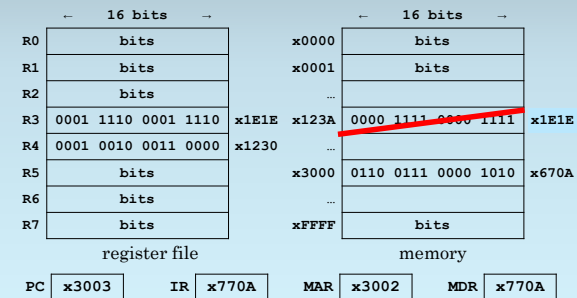 ← 16 bits → ← 16 bits →
R0 bits x0000 bits
R1 bits x0001 bits
R2 bits …
R3 0001 1110 0001 1110 x1E1E x123A 0000 1111 0000 1111 x1E1E
R4 0001 0010 0011 0000 x1230 …
R5 bits x3000 0110 0111 0000 1010 x670A
R6 bits …
R7 bits xFFFF bits
register file memory
PC x3003 IR x770A MAR x3002 MDR x770A